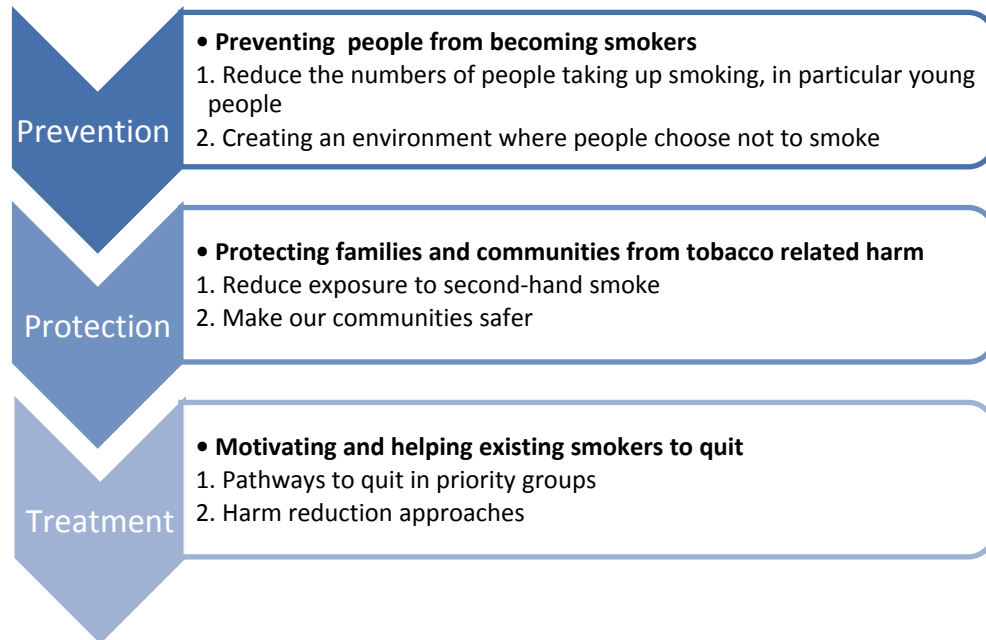 Prevention
• Preventing people from becoming smokers
1. Reduce the numbers of people taking up smoking, in particular young
people
2. Creating an environment where people choose not to smoke
Protection
• Protecting families and communities from tobacco related harm
1. Reduce exposure to second-hand smoke
2. Make our communities safer
Treatment
• Motivating and helping existing smokers to quit
1. Pathways to quit in priority groups
2. Harm reduction approaches